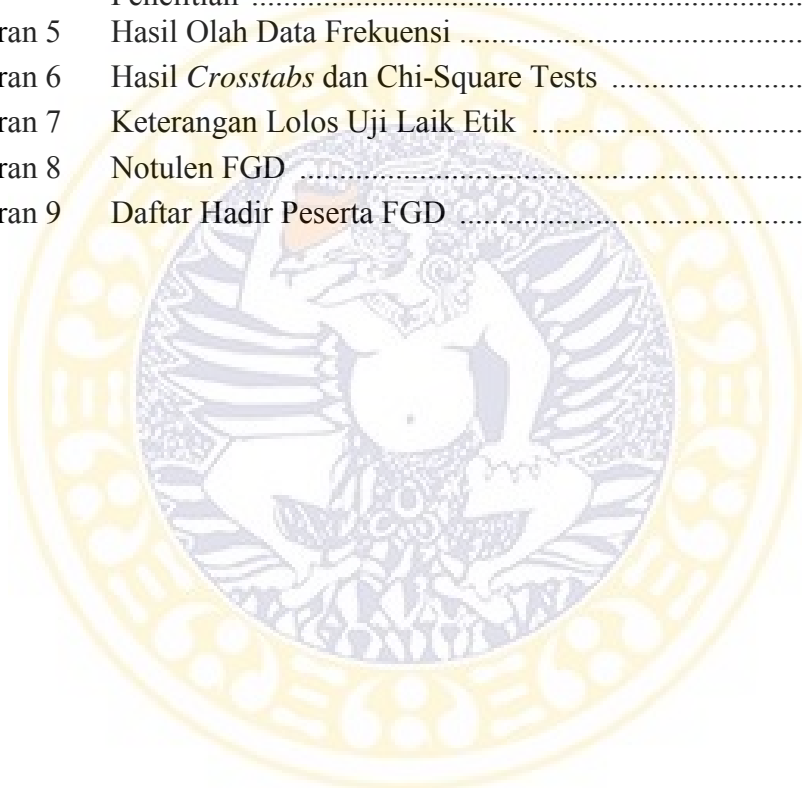 Penelitian ...............................................................................
ran 5 Hasil Olah Data Frekuensi ...................................................
ran 6 Hasil Crosstabs dan Chi-Square Tests ...............................
ran 7 Keterangan Lolos Uji Laik Etik ..........................................
ran 8 Notulen FGD ......................................................................
ran 9 Daftar Hadir Peserta FGD ...................................................